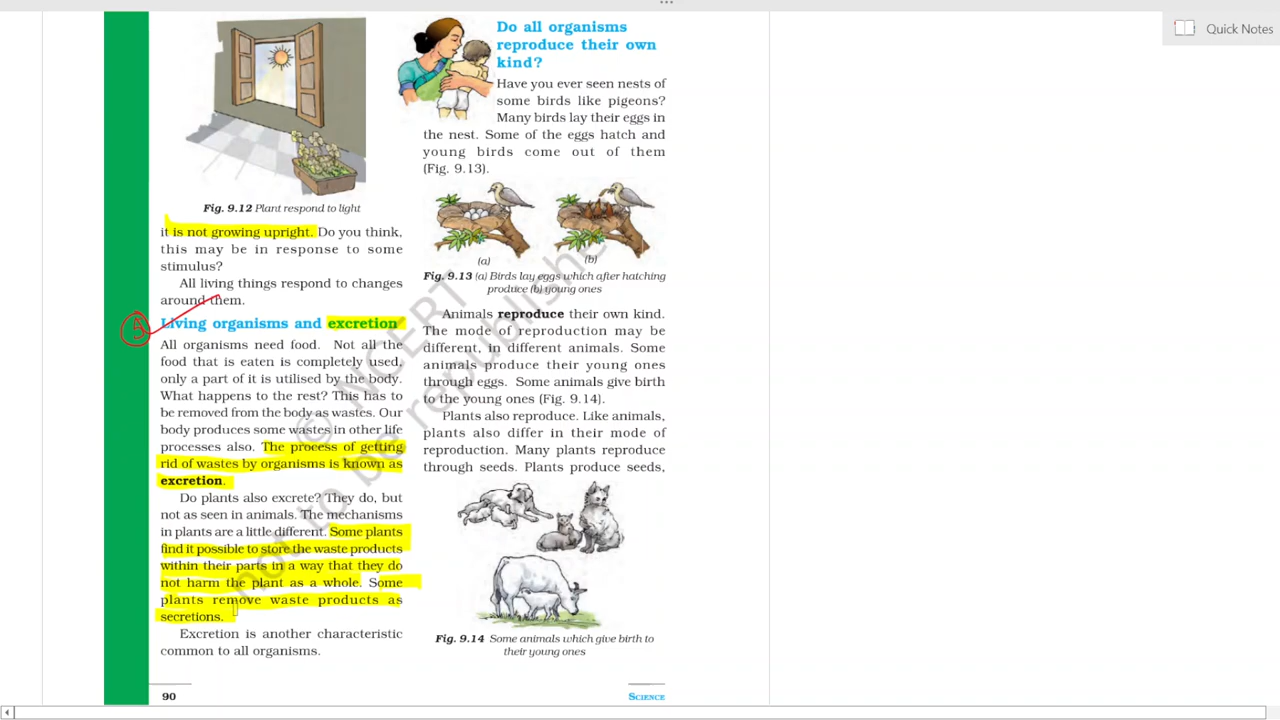 Quick Notes
Fig. 9.12 Plant respond to light
it is not growing upright. Do you think,
this may be in response to some
stimulus?
All living things respond to changes
around them.
5
Living organisms and excretion
All organisms need food. Not all the
food that is eaten is completely used,
only a part of it is utilised by the body.
What happens to the rest? This has to
be removed from the body as wastes. Our
body produces some wastes in other life
processes also. The process of getting
rid of wastes by organisms is known as
excretion.
Do plants also excrete? They do, but
not as seen in animals. The mechanisms
in plants are a little different. Some plants
find it possible to store the waste products
within their parts in a way that they do
not harm the plant as a whole. Some
plants remove waste products as
secretions.
Excretion is another characteristic
common to all organisms.
90
Do all organisms
reproduce their own
kind?
Have you ever seen nests of
some birds like pigeons?
Many birds lay their eggs in
the nest. Some of the eggs hatch and
young birds come out of them
(Fig. 9.13).
(a)
(b)
Fig. 9.13 (a) Birds lay eggs which after hatching
produce (b) young ones
Animals reproduce their own kind.
The mode of reproduction may be
different, in different animals. Some
animals produce their young ones
through eggs. Some animals give birth
to the young ones (Fig. 9.14).
Plants also reproduce. Like animals,
plants also differ in their mode of
reproduction. Many plants reproduce
through seeds. Plants produce seeds,
Fig. 9.14 Some animals which give birth to
their young ones
SCIENCE
© NCERT
not to be republished